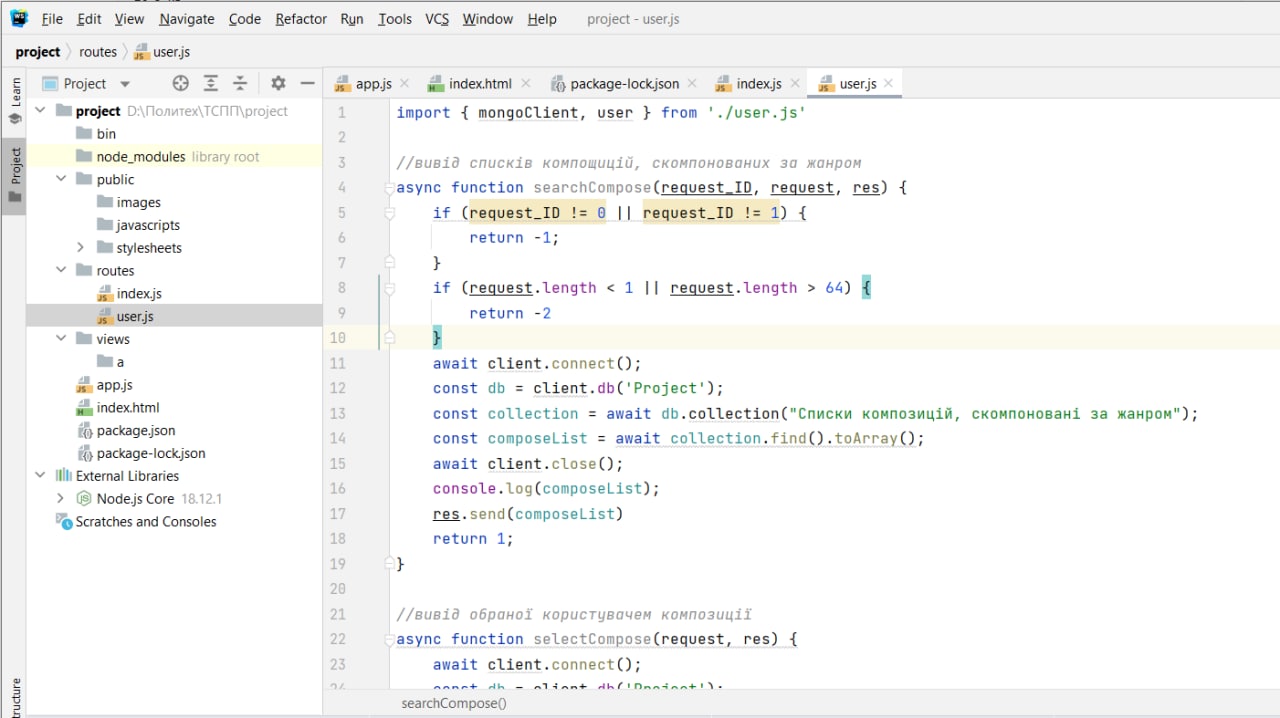 WS File Edit View Navigate Code Refactor Run Tools VCS Window Help project - user.js
project routes user.js
Learn
Project
Project
app.js index.html package-lock.json index.js user.js
project D:\Политех\ТСПП\project
bin
node_modules library root
public
images
javascripts
stylesheets
routes
index.js
user.js
views
a
app.js
index.html
package.json
package-lock.json
External Libraries
Node.js Core 18.12.1
Scratches and Consoles
1 import { mongoClient, user } from './user.js'
2
3 //вивід списків компощицій, скомпонованих за жанром
4 async function searchCompose(request_ID, request, res) {
5 if (request_ID != 0 || request_ID != 1) {
6 return -1;
7 }
8 if (request.length < 1 || request.length > 64) {
9 return -2
10 }
11 await client.connect();
12 const db = client.db('Project');
13 const collection = await db.collection("Списки композицій, скомпоновані за жанром");
14 const composeList = await collection.find().toArray();
15 await client.close();
16 console.log(composeList);
17 res.send(composeList)
18 return 1;
19 }
20
21 //вивід обраної користувачем композиції
22 async function selectCompose(request, res) {
23 await client.connect();
24 const db = client.db('Project');
searchCompose()